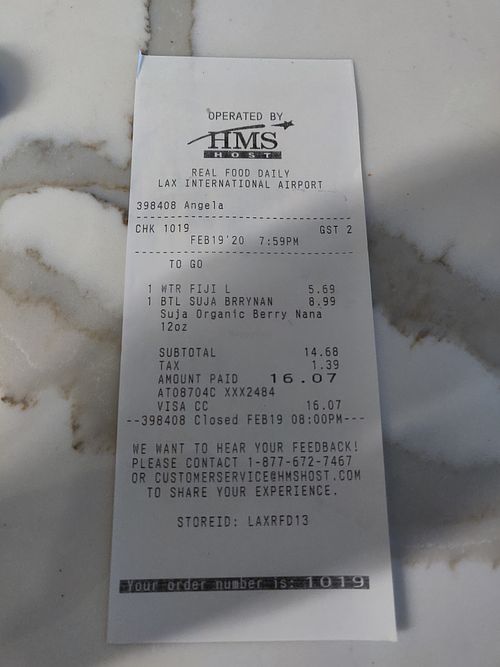 OPERATED BY
HMS
HOST
REAL FOOD DAILY
LAX INTERNATIONAL AIRPORT
398408 Angela
CHK 1019 GST 2
FEB19'20 7:59PM
TO GO
1 WTR FIJI L 5.69
1 BTL SUJA BRRYNAN 8.99
Suja Organic Berry Nana
12oz
SUBTOTAL 14.68
TAX 1.39
AMOUNT PAID 16.07
AT08704C XXX2484
VISA CC 16.07
--398408 Closed FEB19 08:00PM---
WE WANT TO HEAR YOUR FEEDBACK!
PLEASE CONTACT 1-877-672-7467
OR CUSTOMERSERVICE@HMSHOST.COM
TO SHARE YOUR EXPERIENCE.
STOREID: LAXRFD13
Your order number is: 1019